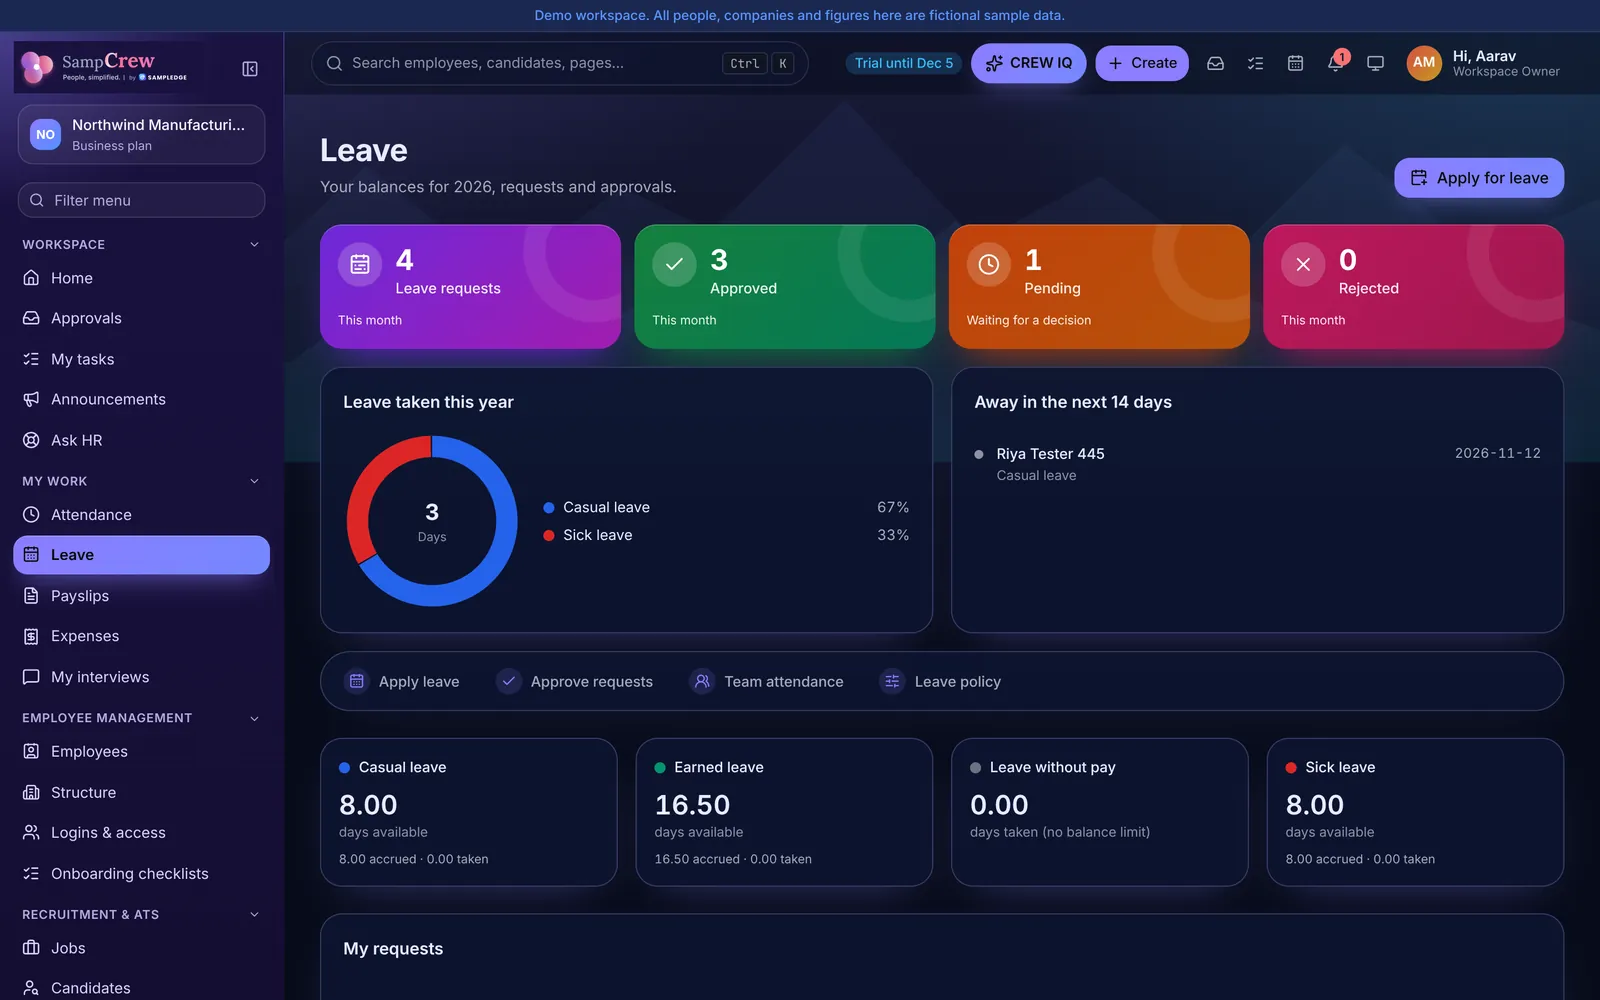 Demo workspace. All people, companies and figures here are fictional sample data.
SampCrew
People, simplified. | by SAMPLEDGE
Search employees, candidates, pages...
Ctrl K
Trial until Dec 5
CREW IQ
Create
1
AM
Hi, Aarav
Workspace Owner
NO
Northwind Manufacturi...
Business plan
Filter menu
WORKSPACE
Home
Approvals
My tasks
Announcements
Ask HR
MY WORK
Attendance
Leave
Payslips
Expenses
My interviews
EMPLOYEE MANAGEMENT
Employees
Structure
Logins & access
Onboarding checklists
RECRUITMENT & ATS
Jobs
Candidates
Leave
Your balances for 2026, requests and approvals.
Apply for leave
4
Leave requests
This month
3
Approved
This month
1
Pending
Waiting for a decision
0
Rejected
This month
Leave taken this year
3
Days
Casual leave 67%
Sick leave 33%
Away in the next 14 days
Riya Tester 445 2026-11-12
Casual leave
Apply leave
Approve requests
Team attendance
Leave policy
Casual leave
8.00
days available
8.00 accrued · 0.00 taken
Earned leave
16.50
days available
16.50 accrued · 0.00 taken
Leave without pay
0.00
days taken (no balance limit)
Sick leave
8.00
days available
8.00 accrued · 0.00 taken
My requests